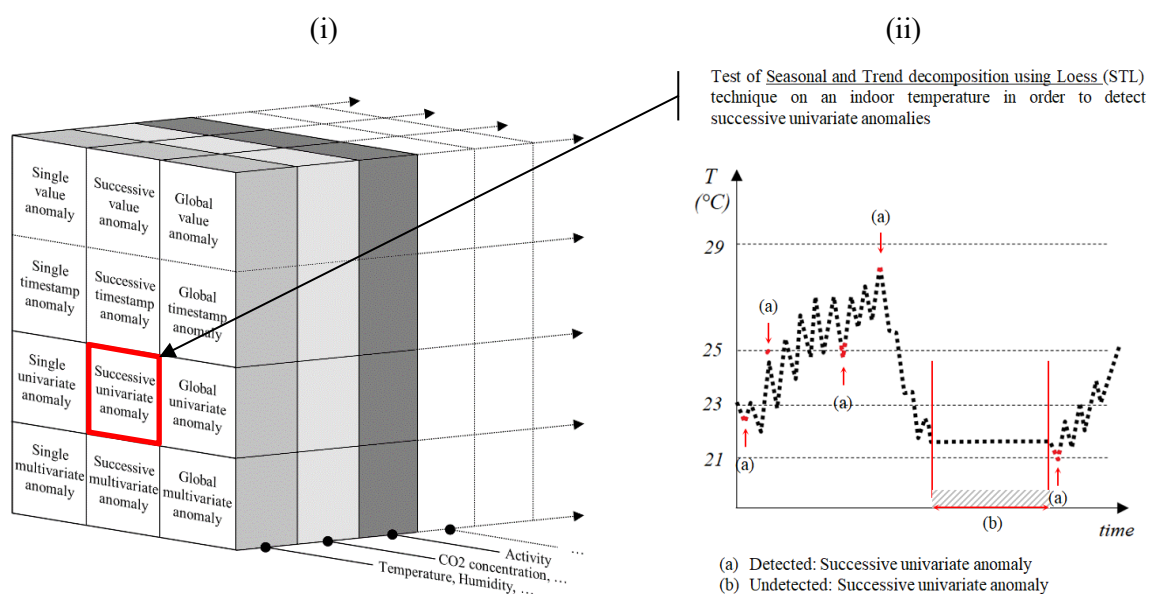 (i)
(ii)
Test of Seasonal and Trend decomposition using Loess (STL)
technique on an indoor temperature in order to detect
successive univariate anomalies
Single
value
anomaly
Successive
value
anomaly
Global
value
anomaly
Single
timestamp
anomaly
Successive
timestamp
anomaly
Global
timestamp
anomaly
Single
univariate
anomaly
Successive
univariate
anomaly
Global
univariate
anomaly
Single
multivariate
anomaly
Successive
multivariate
anomaly
Global
multivariate
anomaly
Activity
...
CO2 concentration, ...
Temperature, Humidity, ...
T
(°C)
29
25
23
21
(a)
(a)
(a)
(a)
(a)
(b)
time
(a) Detected: Successive univariate anomaly
(b) Undetected: Successive univariate anomaly